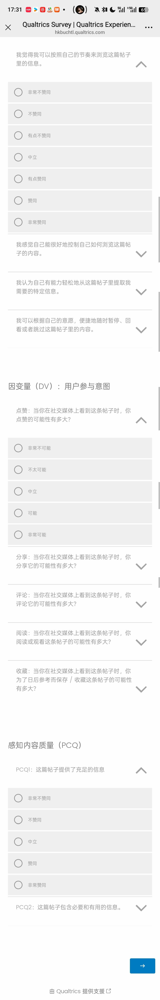 17:31
Qualtrics Survey | Qualtrics Experien...
hkbuchtl.qualtrics.com
我觉得我可以按照自己的节奏来浏览这篇帖子
里的信息。
非常不赞同
不赞同
有点不赞同
中立
有点赞同
赞同
非常赞同
我感觉自己能很好地控制自己如何浏览这篇帖
子的内容。
我认为自己有能力轻松地从这篇帖子里提取我
需要的特定信息。
我可以根据自己的意愿，便捷地随时暂停、回
看或者跳过这篇帖子里的内容。
因变量（DV）：用户参与意图
点赞：当你在社交媒体上看到这条帖子时，你
点赞的可能性有多大？
非常不可能
不太可能
中立
可能
非常可能
分享：当你在社交媒体上看到这条帖子时，你
分享它的可能性有多大？
评论：当你在社交媒体上看到这条帖子时，你
评论它的可能性有多大？
阅读：当你在社交媒体上看到这条帖子时，你
阅读或观看这条帖子的可能性有多大？
收藏：当你在社交媒体上看到这条帖子时，你
为了日后参考而保存 / 收藏这条帖子的可能性
有多大？
感知内容质量（PCQ）
PCQ1：这篇帖子提供了充足的信息
非常不赞同
不赞同
中立
赞同
非常赞同
PCQ2：这篇帖子包含必要和有用的信息。
由 Qualtrics 提供支援